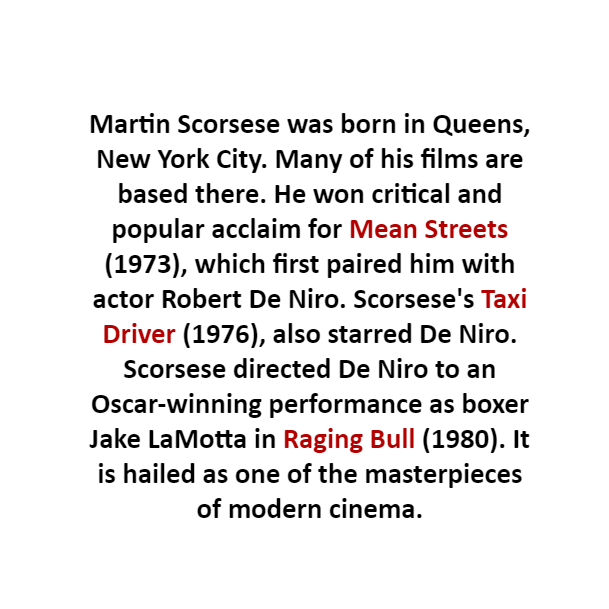 Martin Scorsese was born in Queens,
New York City. Many of his films are
based there. He won critical and
popular acclaim for Mean Streets
(1973), which first paired him with
actor Robert De Niro. Scorsese's Taxi
Driver (1976), also starred De Niro.
Scorsese directed De Niro to an
Oscar-winning performance as boxer
Jake LaMotta in Raging Bull (1980). It
is hailed as one of the masterpieces
of modern cinema.